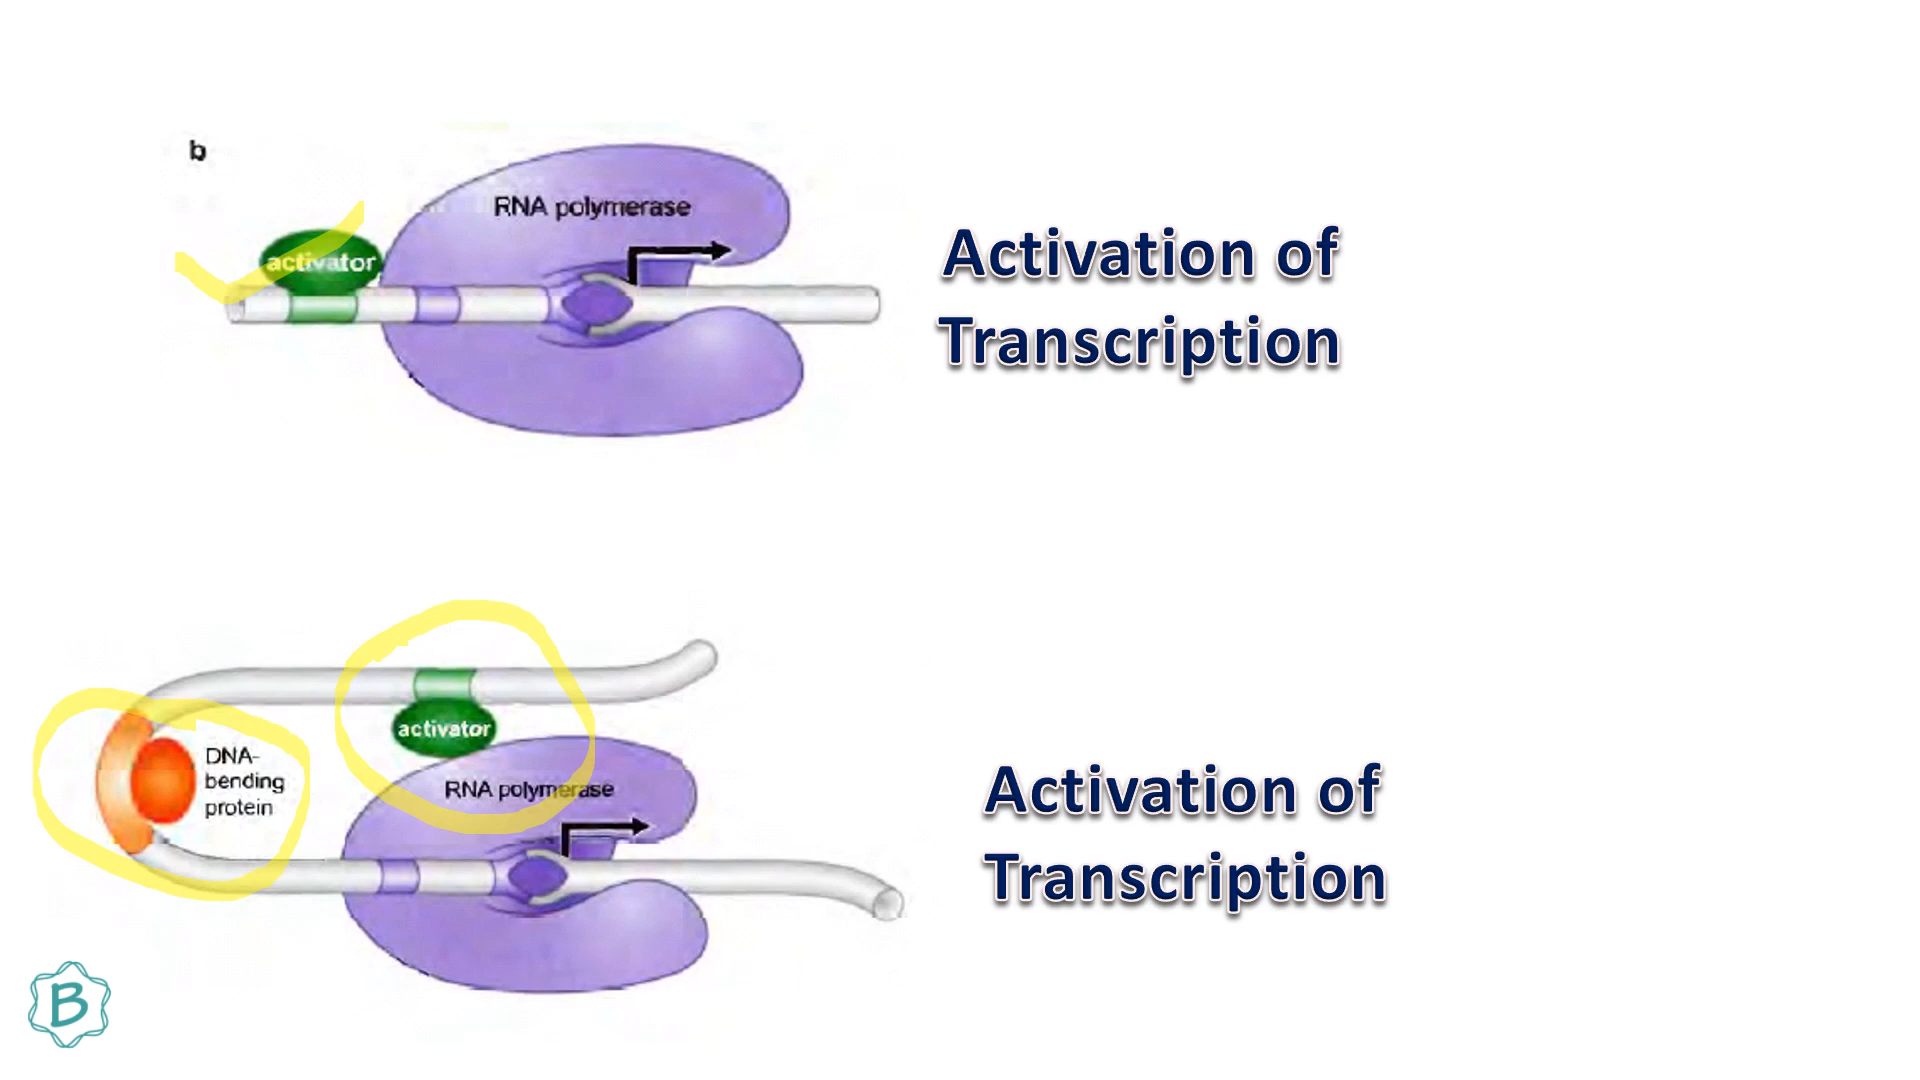 b
RNA polymerase
activator
Activation of
Transcription
activator
DNA-
bending
protein
RNA polymerase
Activation of
Transcription
B